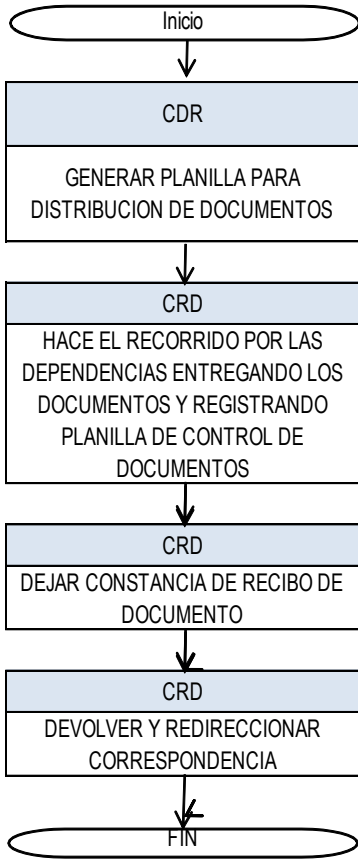 Inicio
CDR
GENERAR PLANILLA PARA
DISTRIBUCION DE DOCUMENTOS
CRD
HACE EL RECORRIDO POR LAS
DEPENDENCIAS ENTREGANDO LOS
DOCUMENTOS Y REGISTRANDO
PLANILLA DE CONTROL DE
DOCUMENTOS
CRD
DEJAR CONSTANCIA DE RECIBO DE
DOCUMENTO
CRD
DEVOLVER Y REDIRECCIONAR
CORRESPONDENCIA
FIN